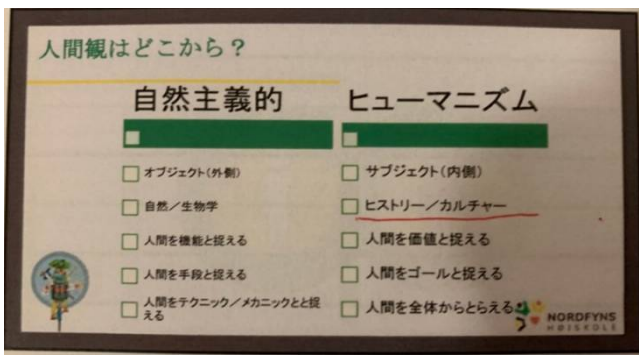 人間観はどこから？
自然主義的
オブジェクト(外側)
自然／生物学
人間を機能と捉える
人間を手段と捉える
人間をテクニック／メカニックとと捉
える
ヒューマニズム
サブジェクト(内側)
ヒストリー／カルチャー
人間を価値と捉える
人間をゴールと捉える
人間を全体からとらえる
NORDFYNS
HØISKOLE